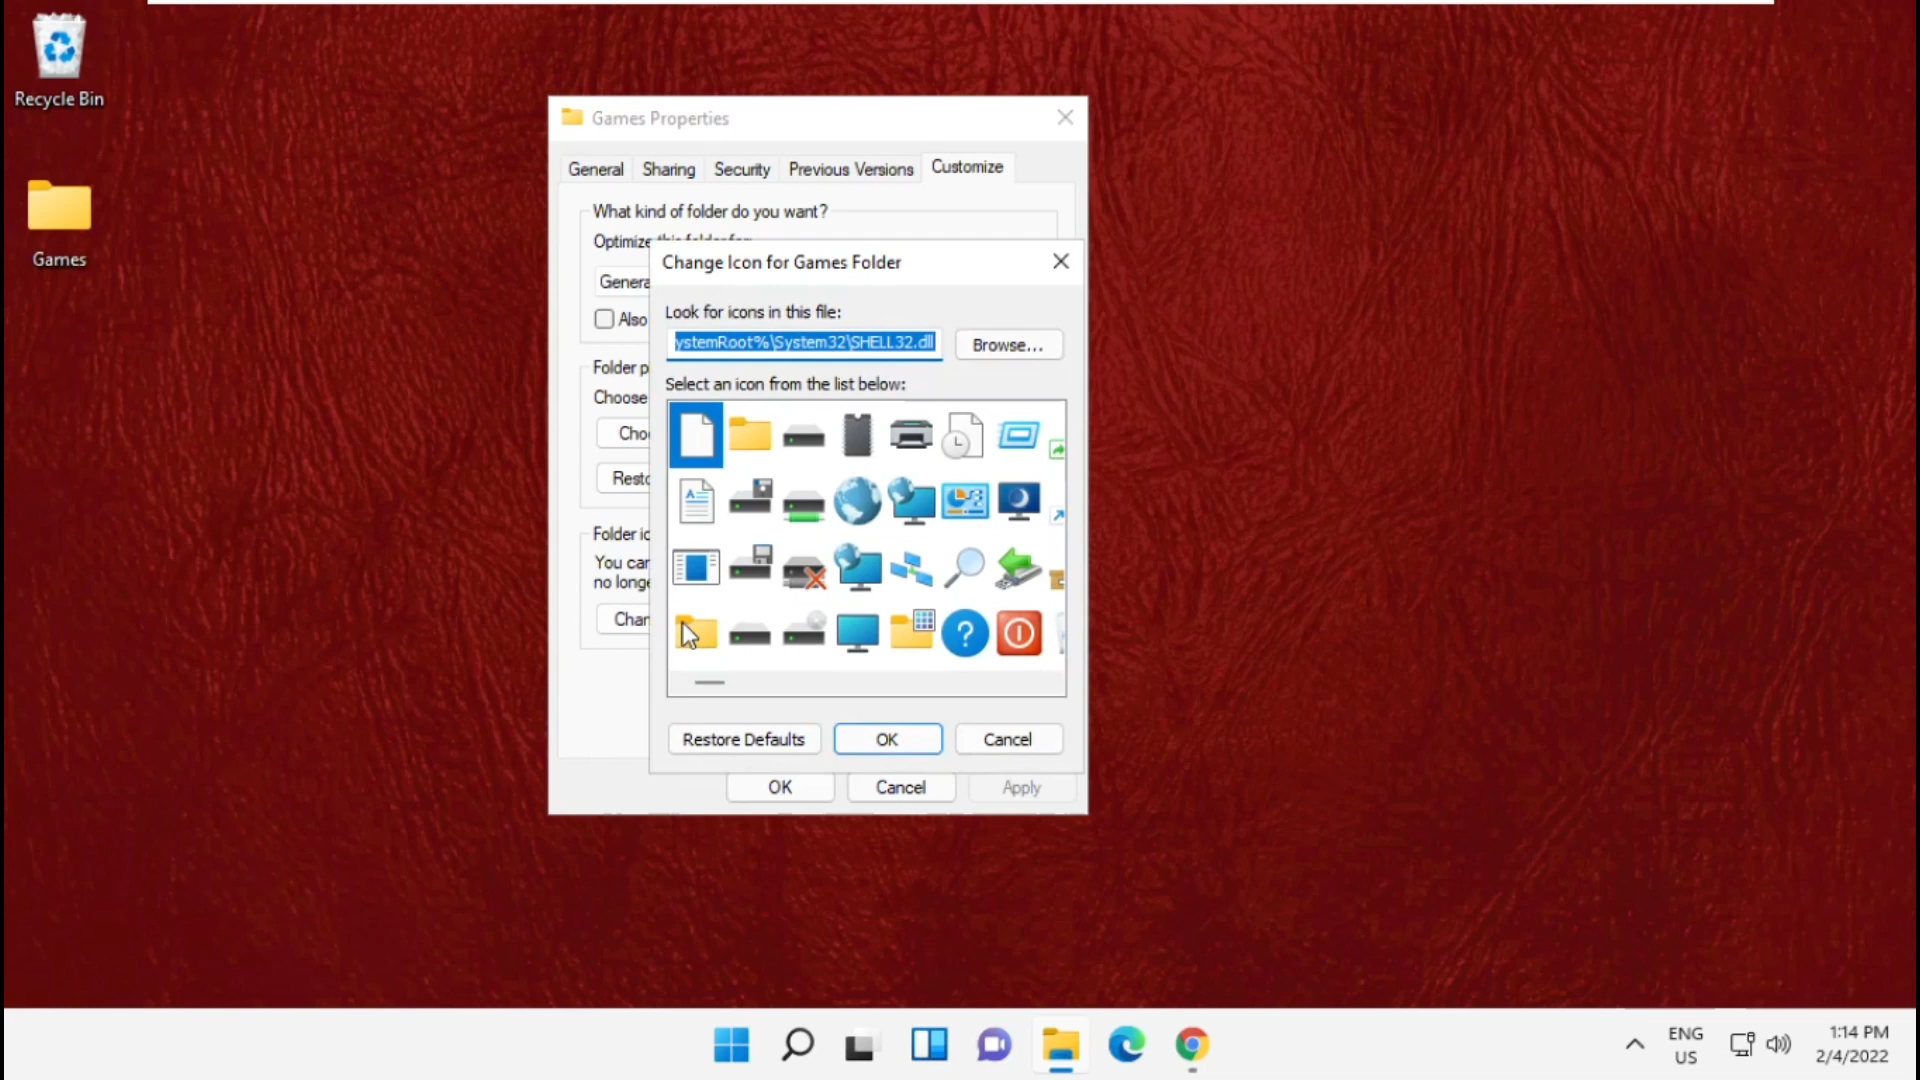 Recycle Bin
Games
Games Properties
General
Sharing
Security
Previous Versions
Customize
What kind of folder do you want?
Optimize this folder for:
Genera
Also
Folder p
Choose
Cho
Resto
Folder ic
You can
no longe
Chan
Change Icon for Games Folder
Look for icons in this file:
ystemRoot%\System32\SHELL32.dll
Browse...
Select an icon from the list below:
Restore Defaults
OK
Cancel
OK
Cancel
Apply
ENG
US
1:14 PM
2/4/2022